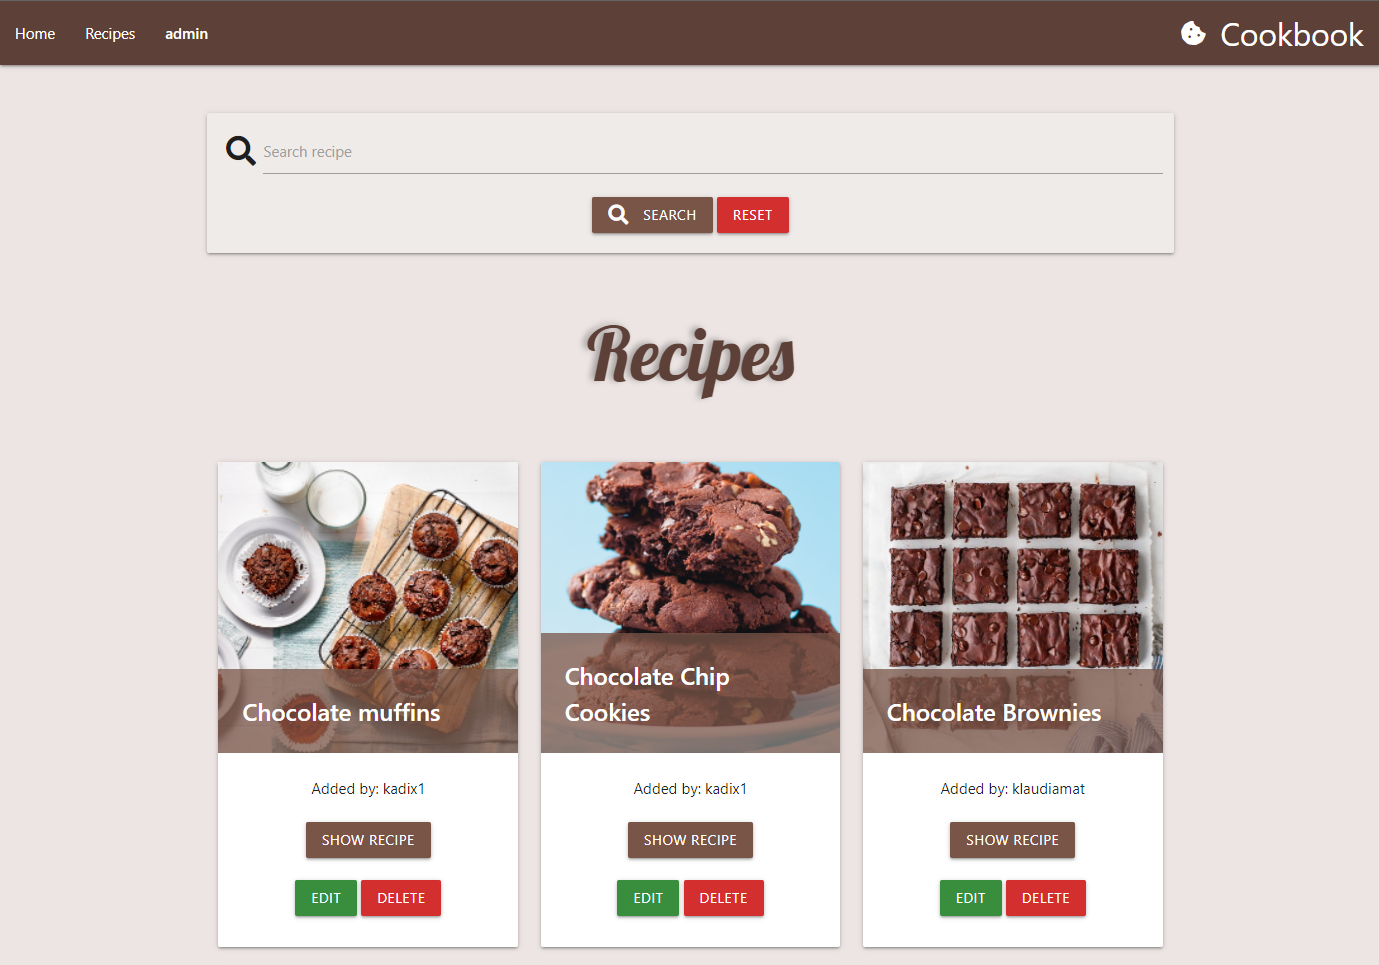 Home Recipes admin Cookbook
Search recipe
SEARCH RESET
Recipes
Chocolate muffins
Chocolate Chip
Cookies
Chocolate Brownies
Added by: kadix1
Added by: kadix1
Added by: klaudiamat
SHOW RECIPE
SHOW RECIPE
SHOW RECIPE
EDIT DELETE
EDIT DELETE
EDIT DELETE